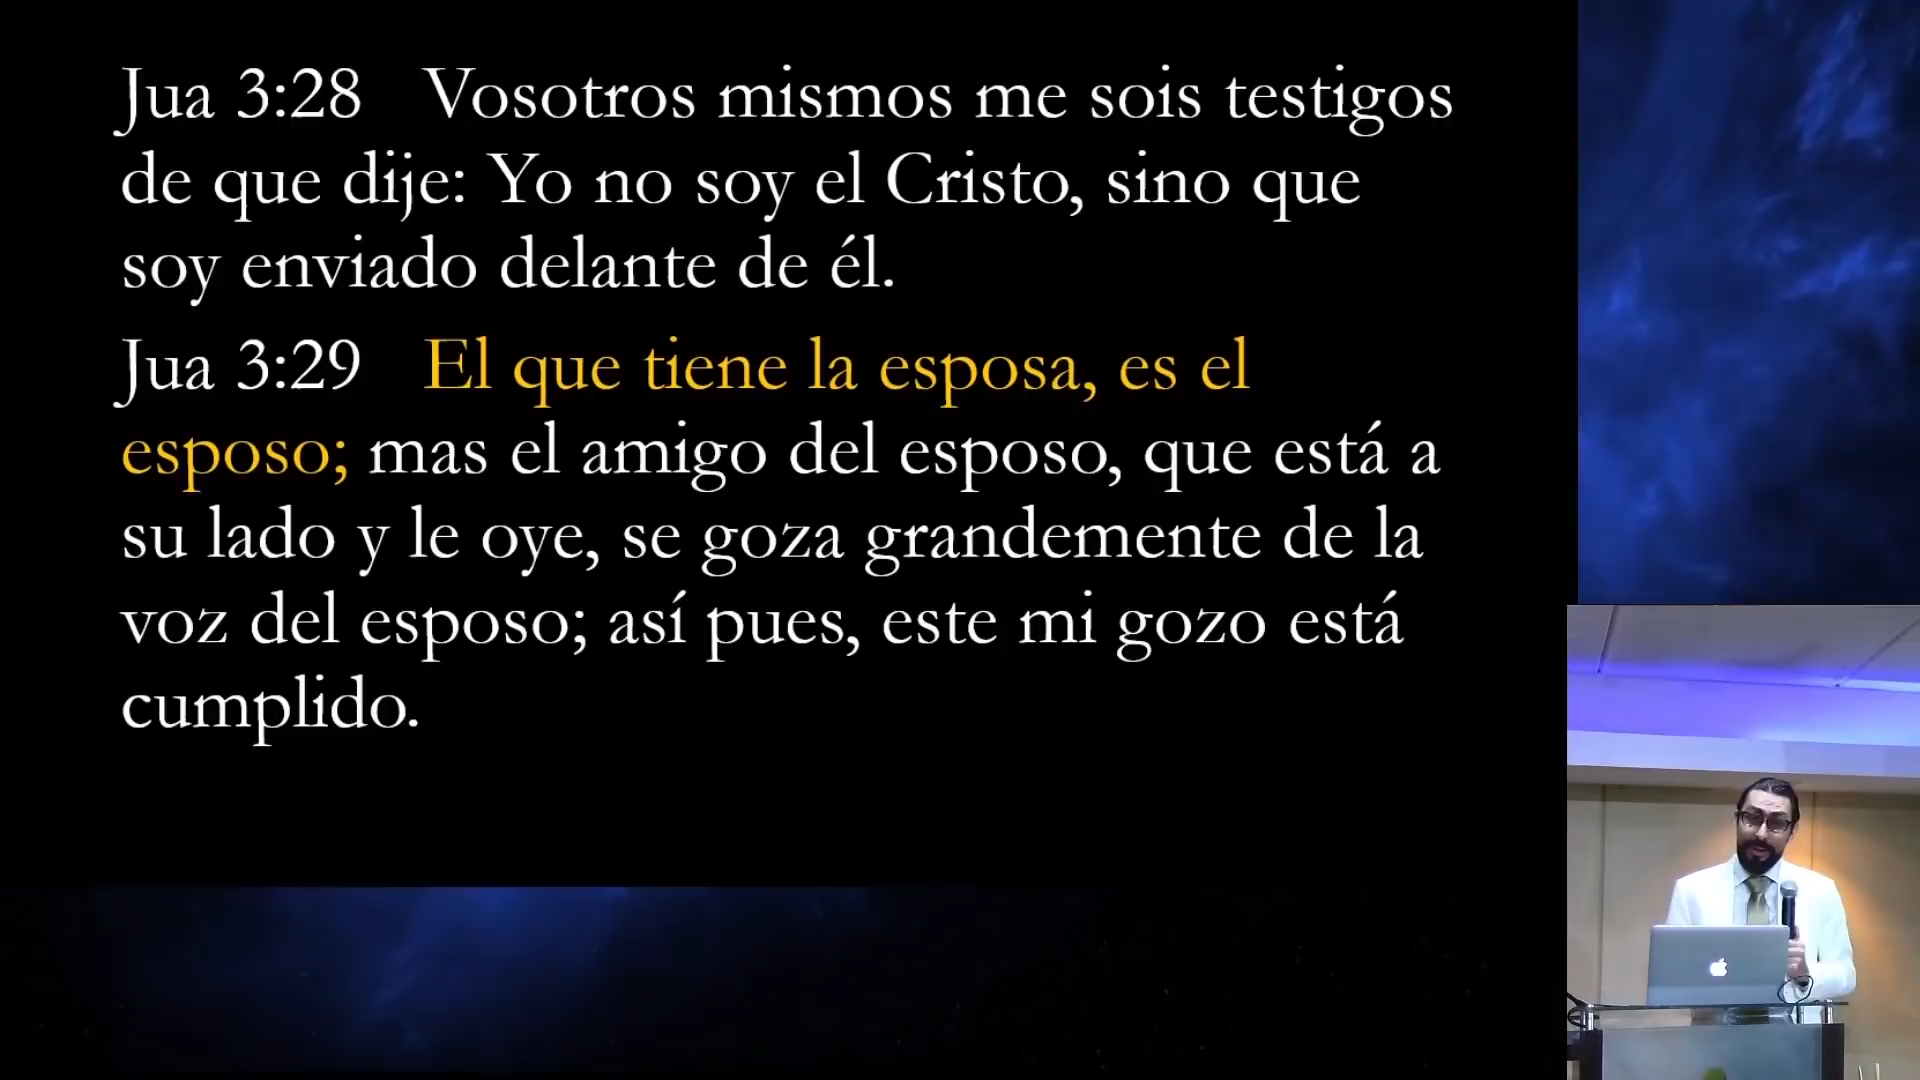 Jua 3:28 Vosotros mismos me sois testigos
de que dije: Yo no soy el Cristo, sino que
soy enviado delante de él.
Jua 3:29 El que tiene la esposa, es el
esposo; mas el amigo del esposo, que está a
su lado y le oye, se goza grandemente de la
voz del esposo; así pues, este mi gozo está
cumplido.